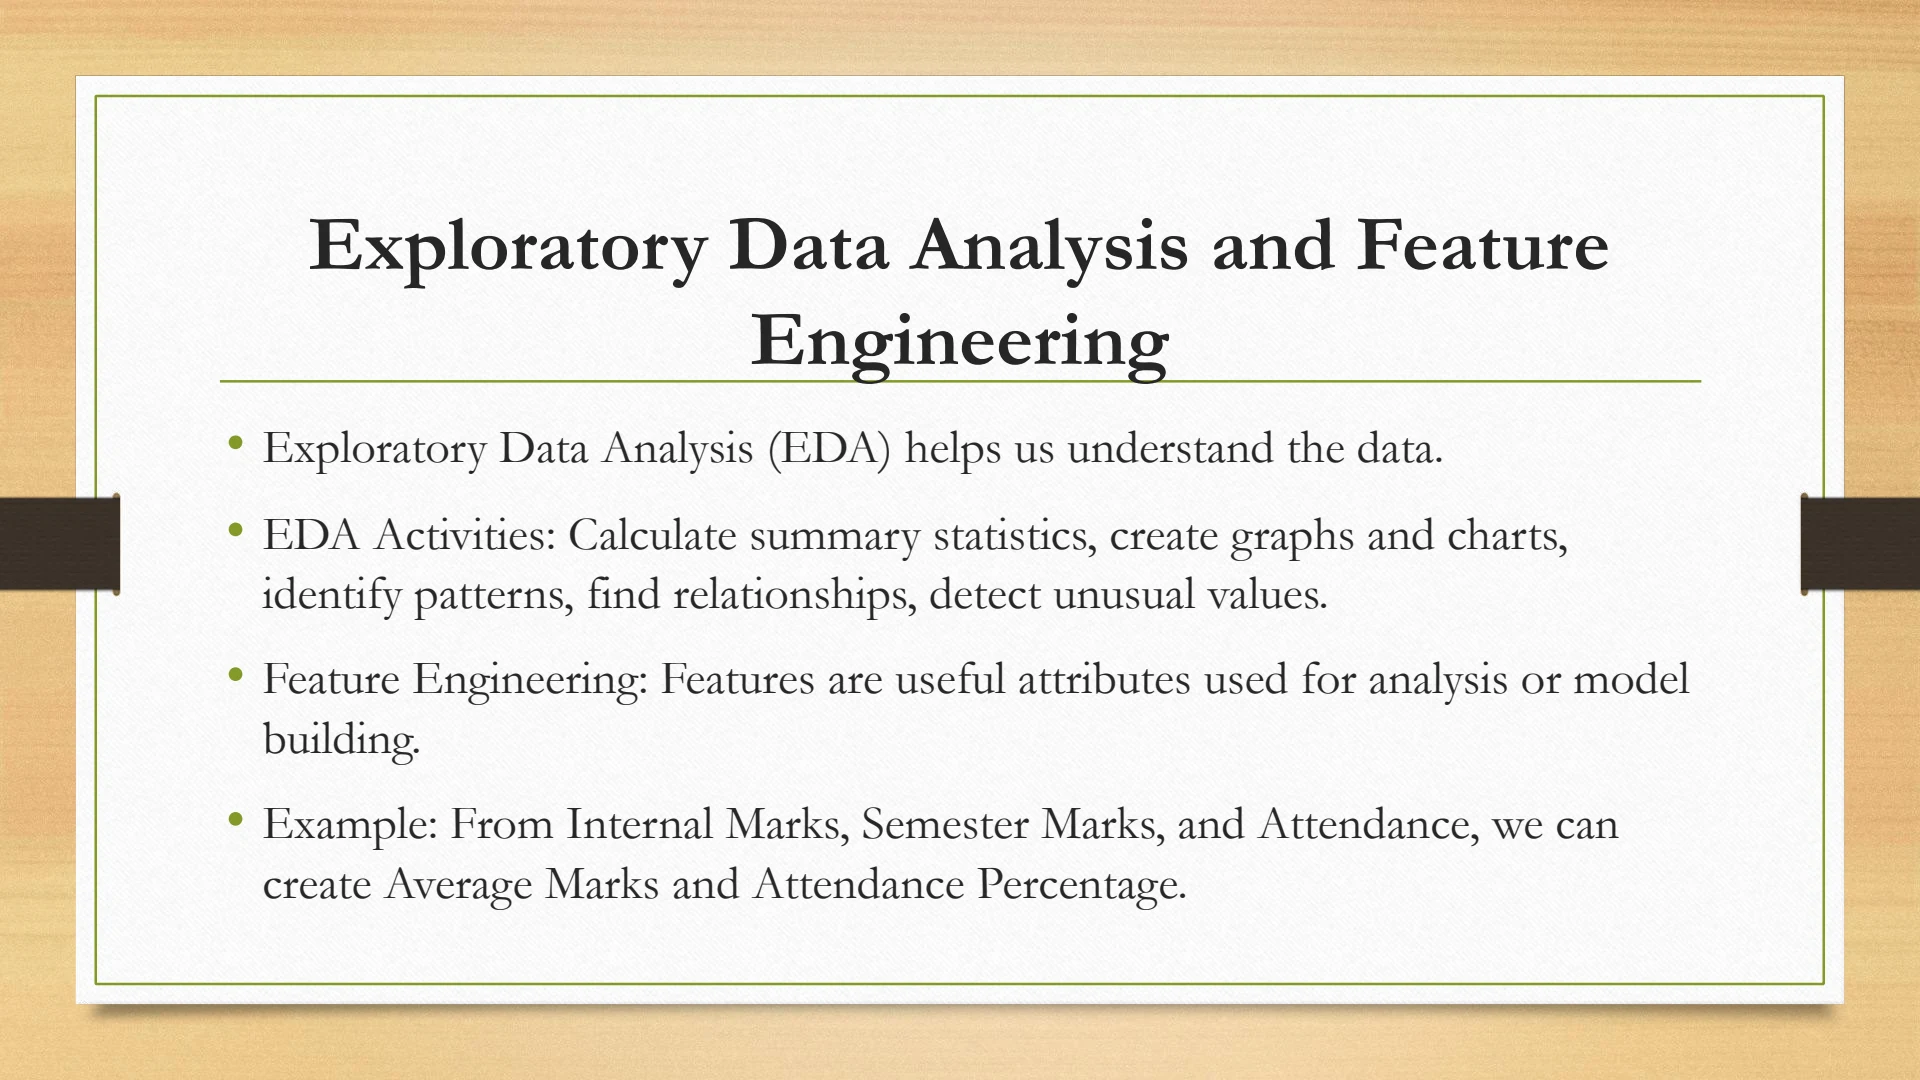 Exploratory Data Analysis and Feature
Engineering
• Exploratory Data Analysis (EDA) helps us understand the data.
• EDA Activities: Calculate summary statistics, create graphs and charts,
identify patterns, find relationships, detect unusual values.
• Feature Engineering: Features are useful attributes used for analysis or model
building.
• Example: From Internal Marks, Semester Marks, and Attendance, we can
create Average Marks and Attendance Percentage.